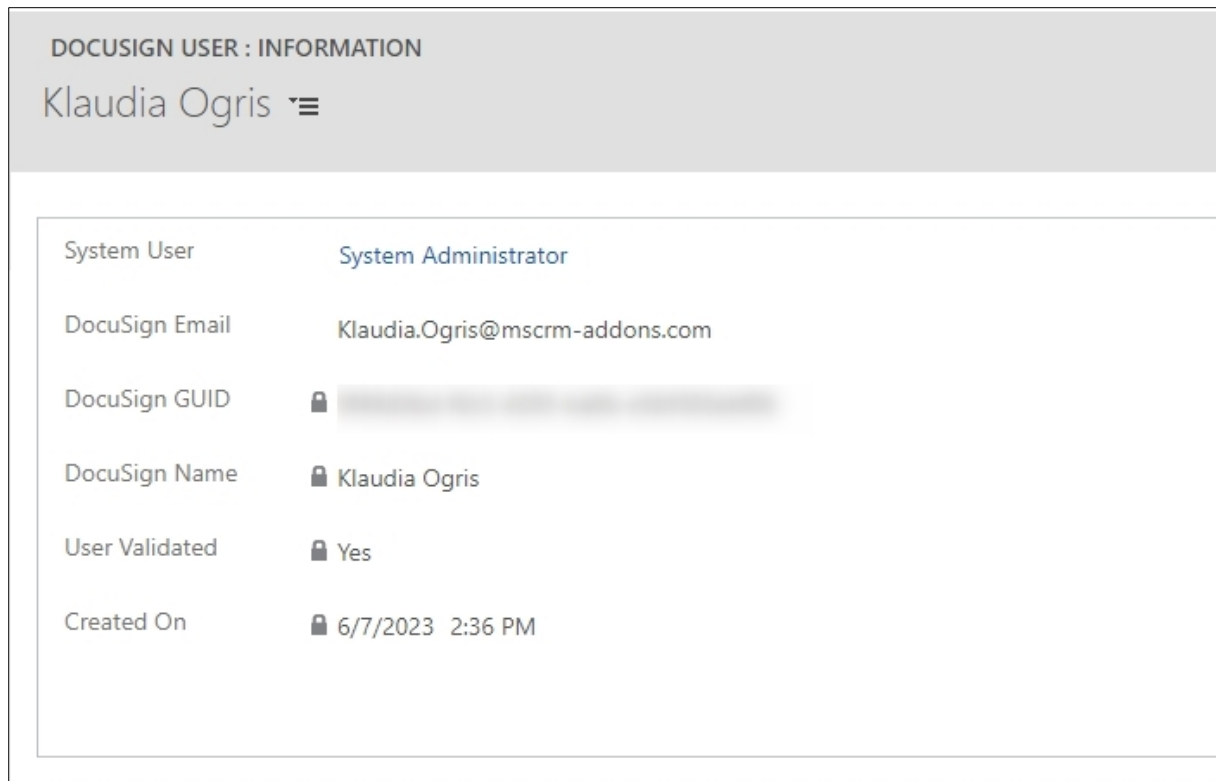 DOCUSIGN USER : INFORMATION
Klaudia Ogris
System User System Administrator
DocuSign Email Klaudia.Ogris@mscrm-addons.com
DocuSign GUID
DocuSign Name Klaudia Ogris
User Validated Yes
Created On 6/7/2023 2:36 PM